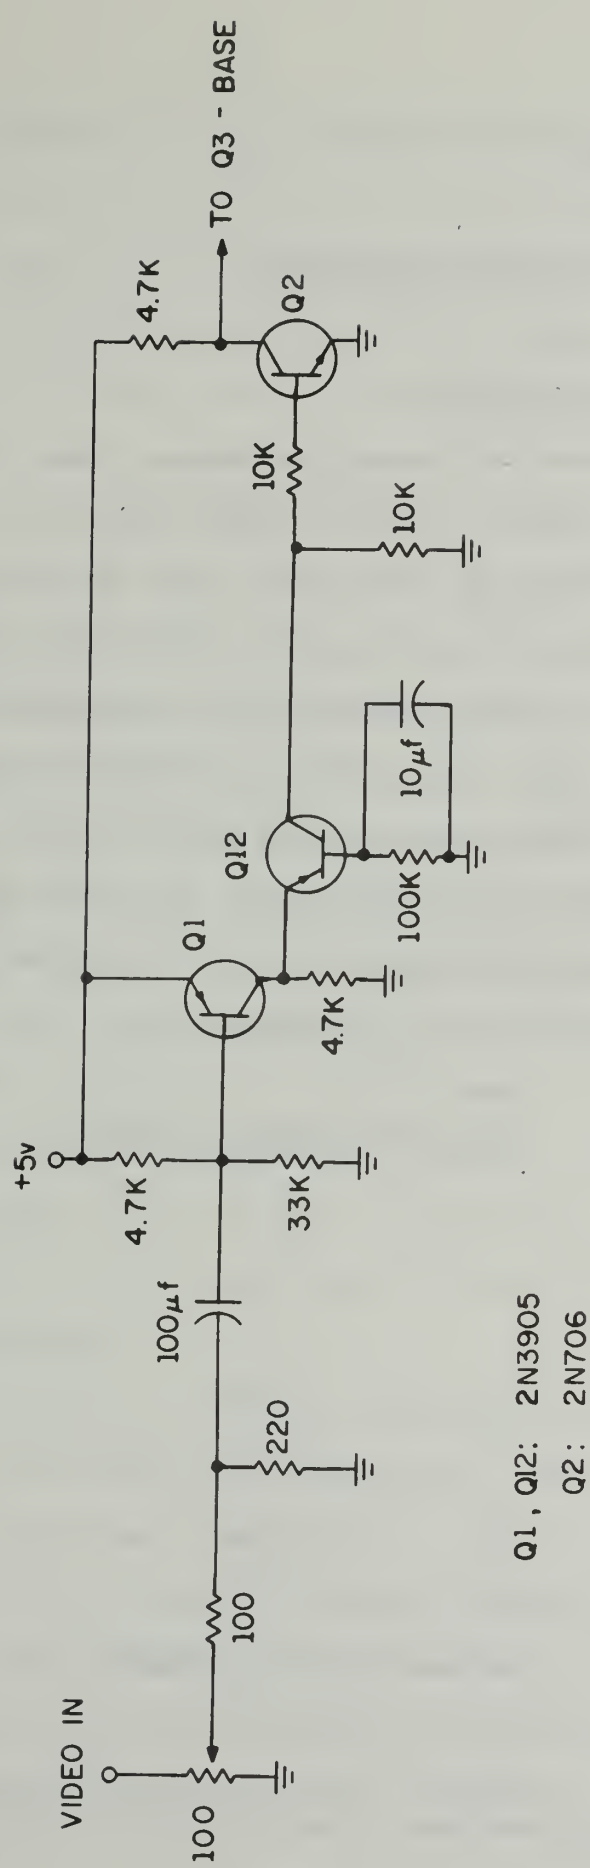 VIDEO IN
100
100
220
100µf
+5v
4.7K
33K
Q1
4.7K
Q12
100K
10µf
10K
10K
4.7K
Q2
TO Q3 - BASE
Q1, Q12: 2N3905
Q2: 2N706